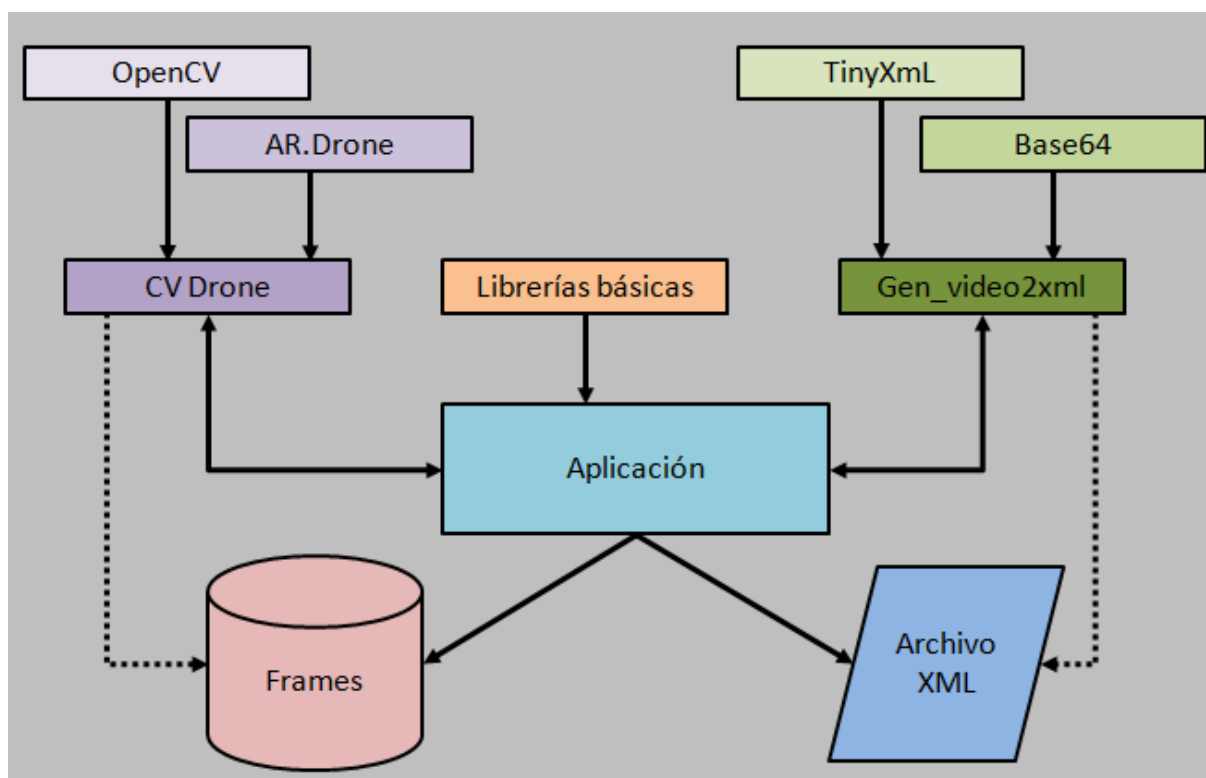 OpenCV
TinyXmL
AR.Drone
Base64
CV Drone
Librerías básicas
Gen_video2xml
Aplicación
Frames
Archivo
XML